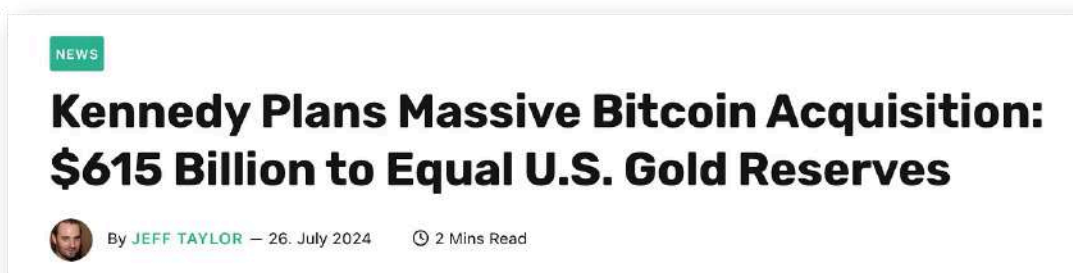 NEWS
Kennedy Plans Massive Bitcoin Acquisition:
$615 Billion to Equal U.S. Gold Reserves
By JEFF TAYLOR — 26. July 2024 2 Mins Read